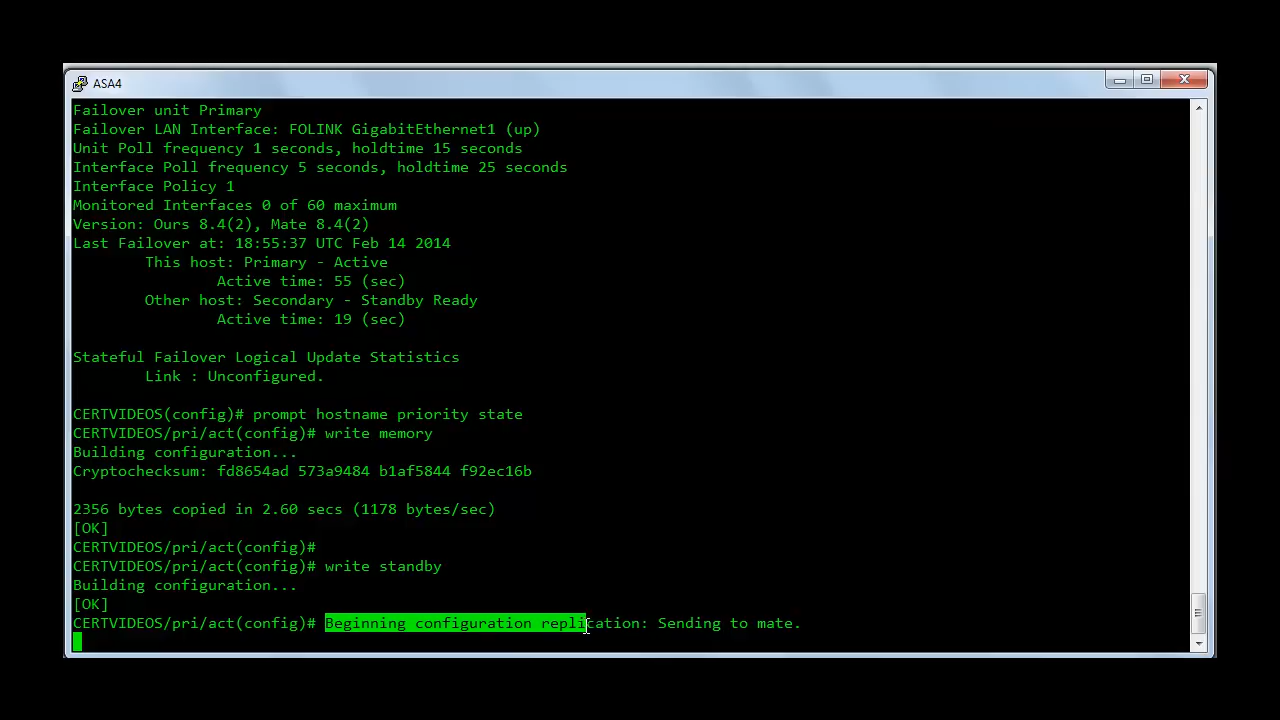 ASA4
Failover unit Primary
Failover LAN Interface: FOLINK GigabitEthernet1 (up)
Unit Poll frequency 1 seconds, holdtime 15 seconds
Interface Poll frequency 5 seconds, holdtime 25 seconds
Interface Policy 1
Monitored Interfaces 0 of 60 maximum
Version: Ours 8.4(2), Mate 8.4(2)
Last Failover at: 18:55:37 UTC Feb 14 2014
This host: Primary - Active
Active time: 55 (sec)
Other host: Secondary - Standby Ready
Active time: 19 (sec)
Stateful Failover Logical Update Statistics
Link : Unconfigured.
CERTVIDEOS(config)# prompt hostname priority state
CERTVIDEOS/pri/act(config)# write memory
Building configuration...
Cryptochecksum: fd8654ad 573a9484 b1af5844 f92ec16b
2356 bytes copied in 2.60 secs (1178 bytes/sec)
[OK]
CERTVIDEOS/pri/act(config)#
CERTVIDEOS/pri/act(config)# write standby
Building configuration...
[OK]
CERTVIDEOS/pri/act(config)# Beginning configuration replication: Sending to mate.